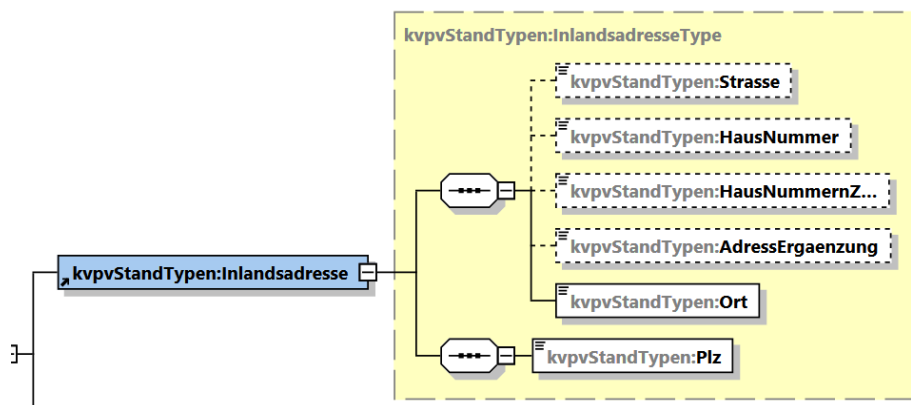 kvpvStandTypen:InlandsadresseType
kvpvStandTypen:Strasse
kvpvStandTypen:HausNummer
kvpvStandTypen:HausNummernZ...
kvpvStandTypen:AdressErgaenzung
kvpvStandTypen:Inlandsadresse
kvpvStandTypen:Ort
kvpvStandTypen:Plz